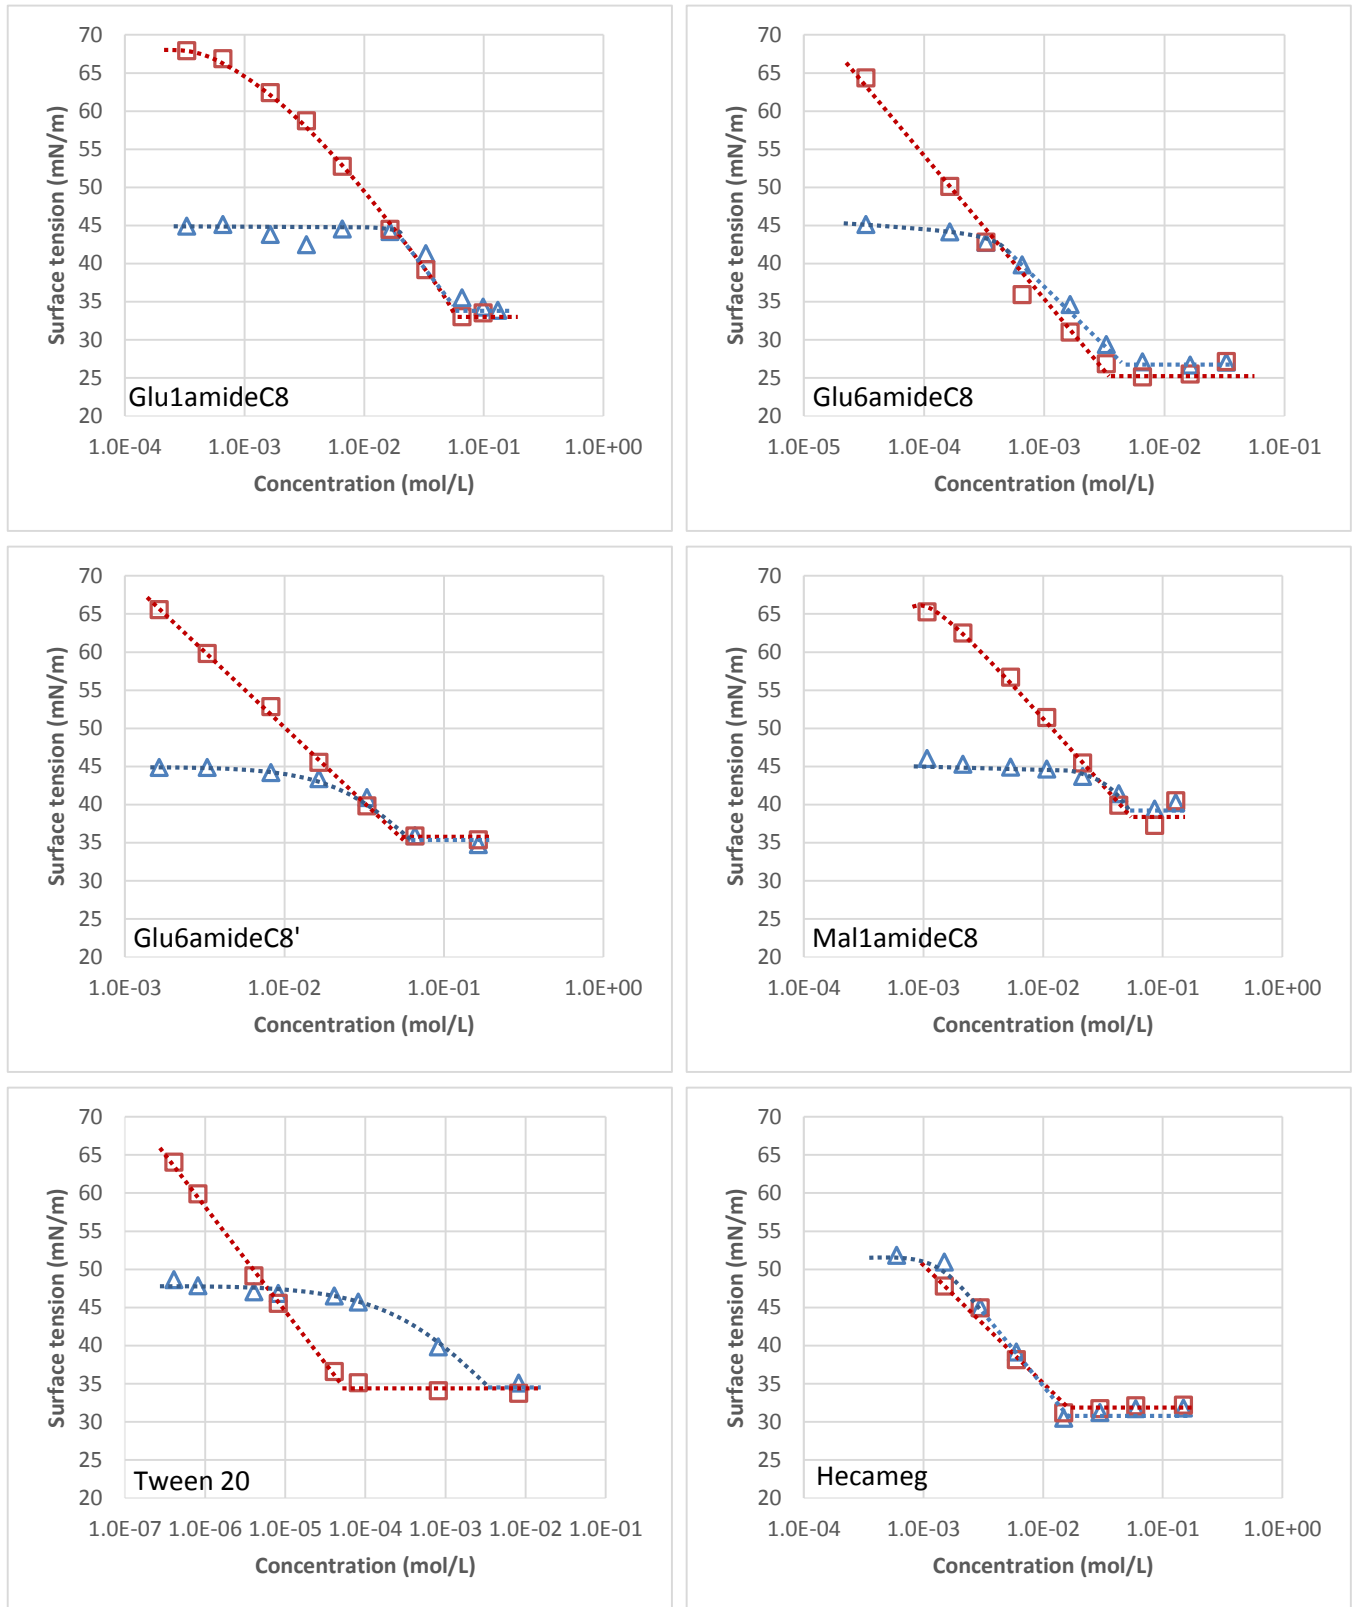 70
65
60
55
50
45
40
35
30
25
20
Surface tension (mN/m)
Glu1amideC8
1.0E-04 1.0E-03 1.0E-02 1.0E-01 1.0E+00
Concentration (mol/L)
70
65
60
55
50
45
40
35
30
25
20
Surface tension (mN/m)
Glu6amideC8
1.0E-05 1.0E-04 1.0E-03 1.0E-02 1.0E-01
Concentration (mol/L)
70
65
60
55
50
45
40
35
30
25
20
Surface tension (mN/m)
Glu6amideC8'
1.0E-03 1.0E-02 1.0E-01 1.0E+00
Concentration (mol/L)
70
65
60
55
50
45
40
35
30
25
20
Surface tension (mN/m)
Mal1amideC8
1.0E-04 1.0E-03 1.0E-02 1.0E-01 1.0E+00
Concentration (mol/L)
70
65
60
55
50
45
40
35
30
25
20
Surface tension (mN/m)
Tween 20
1.0E-07 1.0E-06 1.0E-05 1.0E-04 1.0E-03 1.0E-02 1.0E-01
Concentration (mol/L)
70
65
60
55
50
45
40
35
30
25
20
Surface tension (mN/m)
Hecameg
1.0E-04 1.0E-03 1.0E-02 1.0E-01 1.0E+00
Concentration (mol/L)